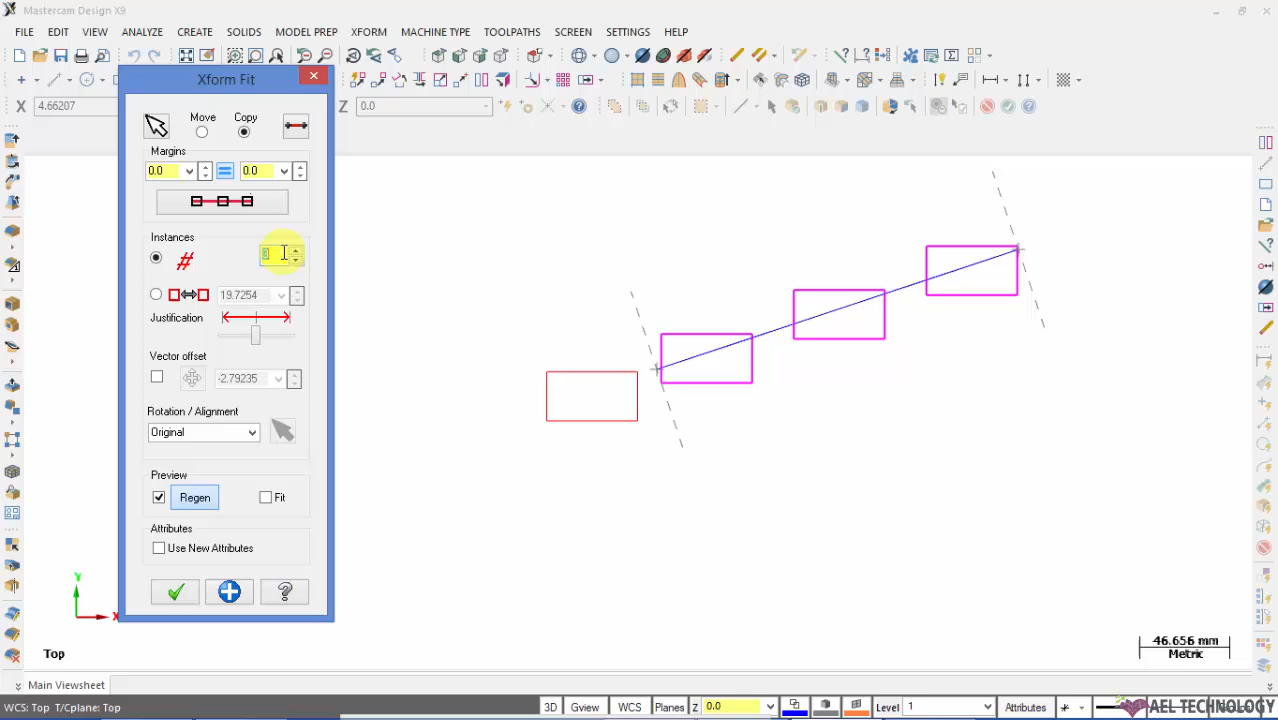 Mastercam Design X9
FILE EDIT VIEW ANALYZE CREATE SOLIDS MODEL PREP XFORM MACHINE TYPE TOOLPATHS SCREEN SETTINGS HELP
Xform Fit
X 4.66207
Z 0.0
Move
Copy
Margins
0.0
0.0
Instances
19.7254
Justification
Vector offset
-2.79235
Rotation / Alignment
Original
Preview
Regen
Fit
Attributes
Use New Attributes
Y
X
Top
46.656 mm
Metric
Main Viewsheet
WCS: Top T/Cplane: Top
3D Gview WCS Planes Z 0.0 Level 1 Attributes
AEL TECHNOLOGY